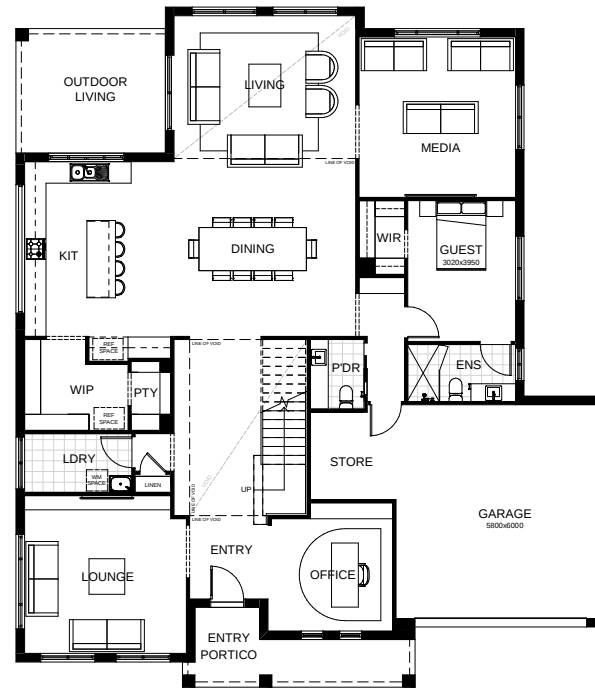 VOID
OUTDOOR
LIVING
LIVING
MEDIA
LINE OF VOID
WIR
KIT
DINING
GUEST
3020x3950
REF
SPACE
LINE OF VOID
P'DR
ENS
WIP
PTY
REF
SPACE
LDRY
STORE
WM
SPACE
LINEN
VOID
LINE OF VOID
UP
LINE OF VOID
GARAGE
5800x6000
ENTRY
LOUNGE
OFFICE
ENTRY
PORTICO